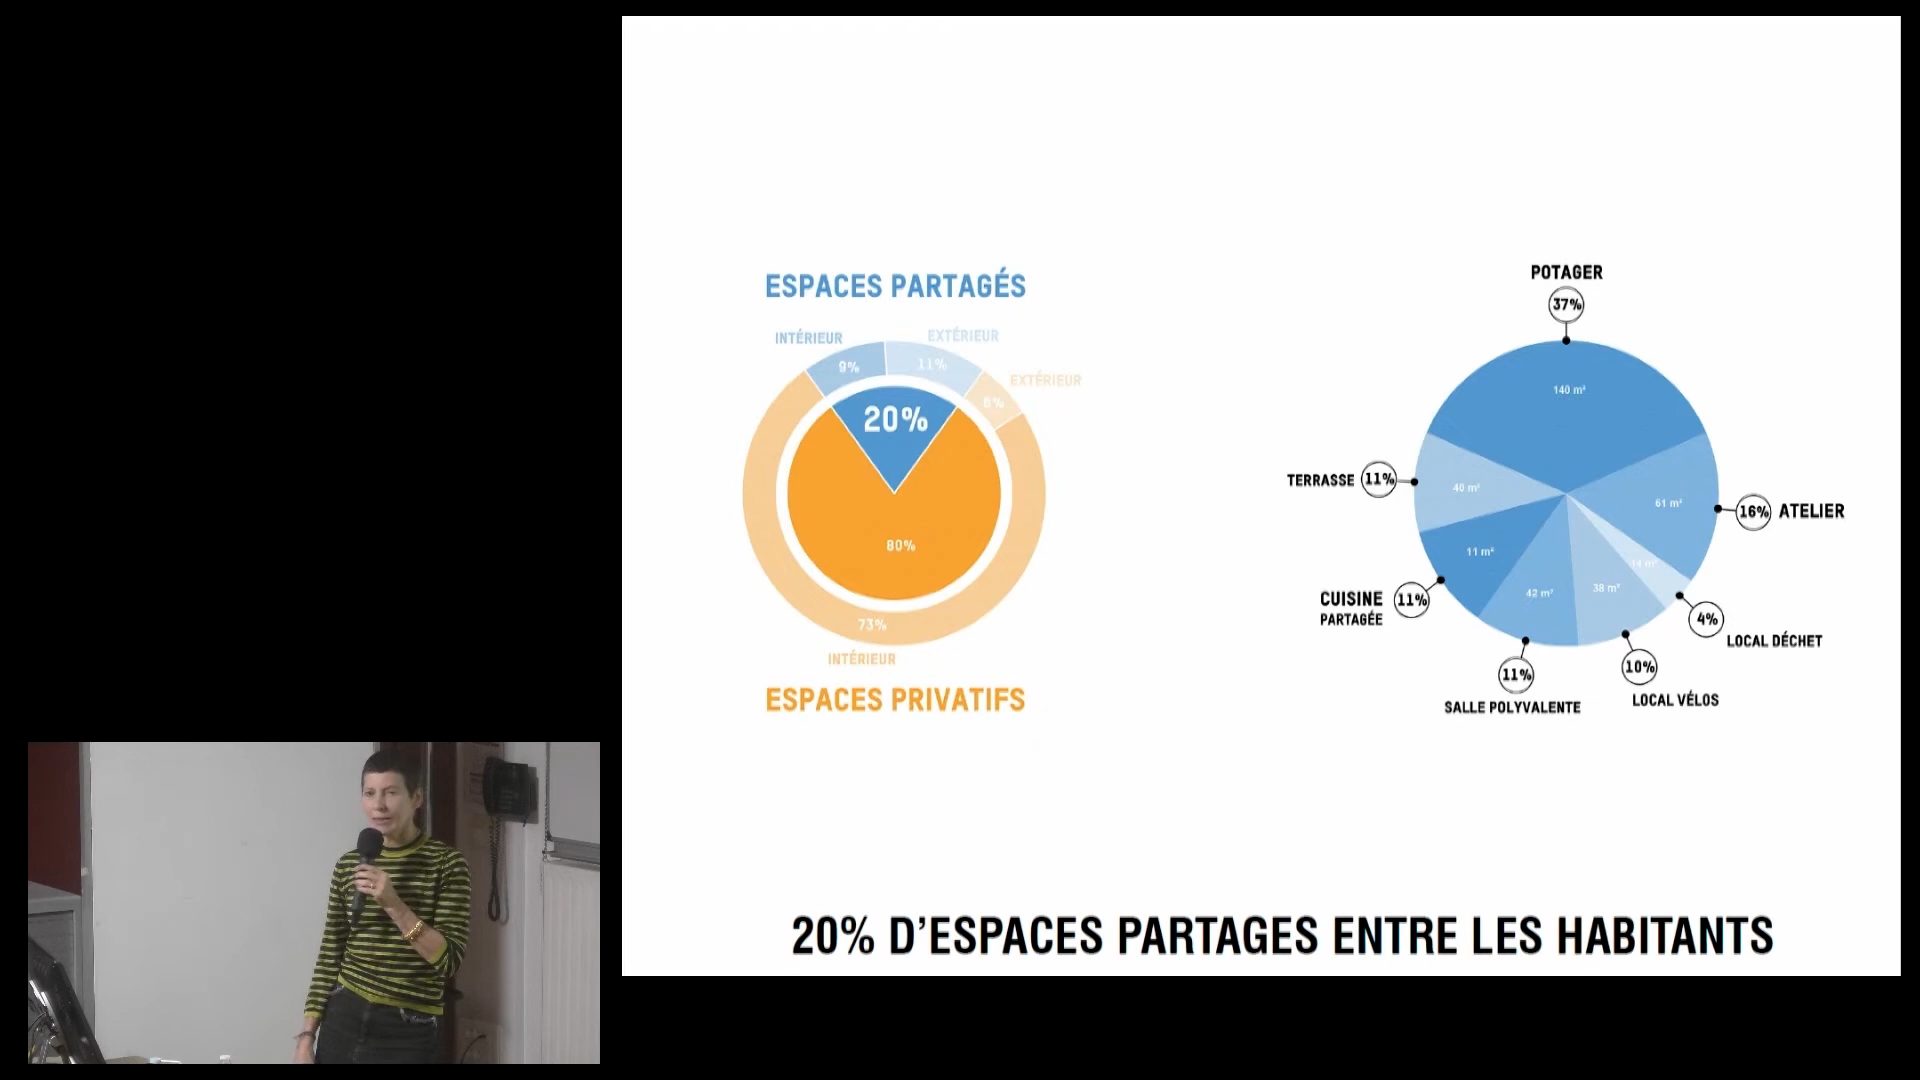 ESPACES PARTAGÉS
INTÉRIEUR
EXTÉRIEUR
9%
11%
EXTÉRIEUR
6%
20%
80%
73%
INTÉRIEUR
ESPACES PRIVATIFS
POTAGER
37%
140 m²
TERRASSE 11%
40 m²
61 m²
16% ATELIER
11 m²
CUISINE 11%
PARTAGÉE
42 m²
38 m²
14 m²
4%
LOCAL DÉCHET
11%
SALLE POLYVALENTE
10%
LOCAL VÉLOS
20% D’ESPACES PARTAGES ENTRE LES HABITANTS